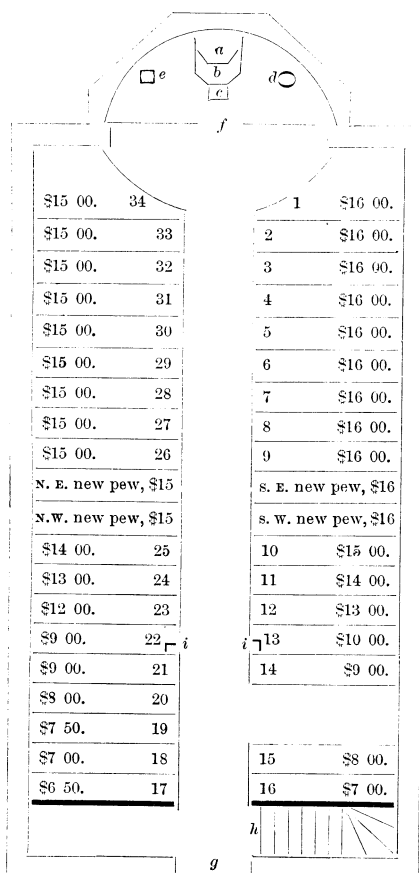 a
e b d
c
f
$15 00. 34 1 $16 00.
$15 00. 33 2 $16 00.
$15 00. 32 3 $16 00.
$15 00. 31 4 $16 00.
$15 00. 30 5 $16 00.
$15 00. 29 6 $16 00.
$15 00. 28 7 $16 00.
$15 00. 27 8 $16 00.
$15 00. 26 9 $16 00.
N. E. new pew, $15 S. E. new pew, $16
N.W. new pew, $15 S. W. new pew, $16
$14 00. 25 10 $15 00.
$13 00. 24 11 $14 00.
$12 00. 23 12 $13 00.
$9 00. 22 i i 13 $10 00.
$9 00. 21 14 $9 00.
$8 00. 20
$7 50. 19
$7 00. 18 15 $8 00.
$6 50. 17 16 $7 00.
h
g